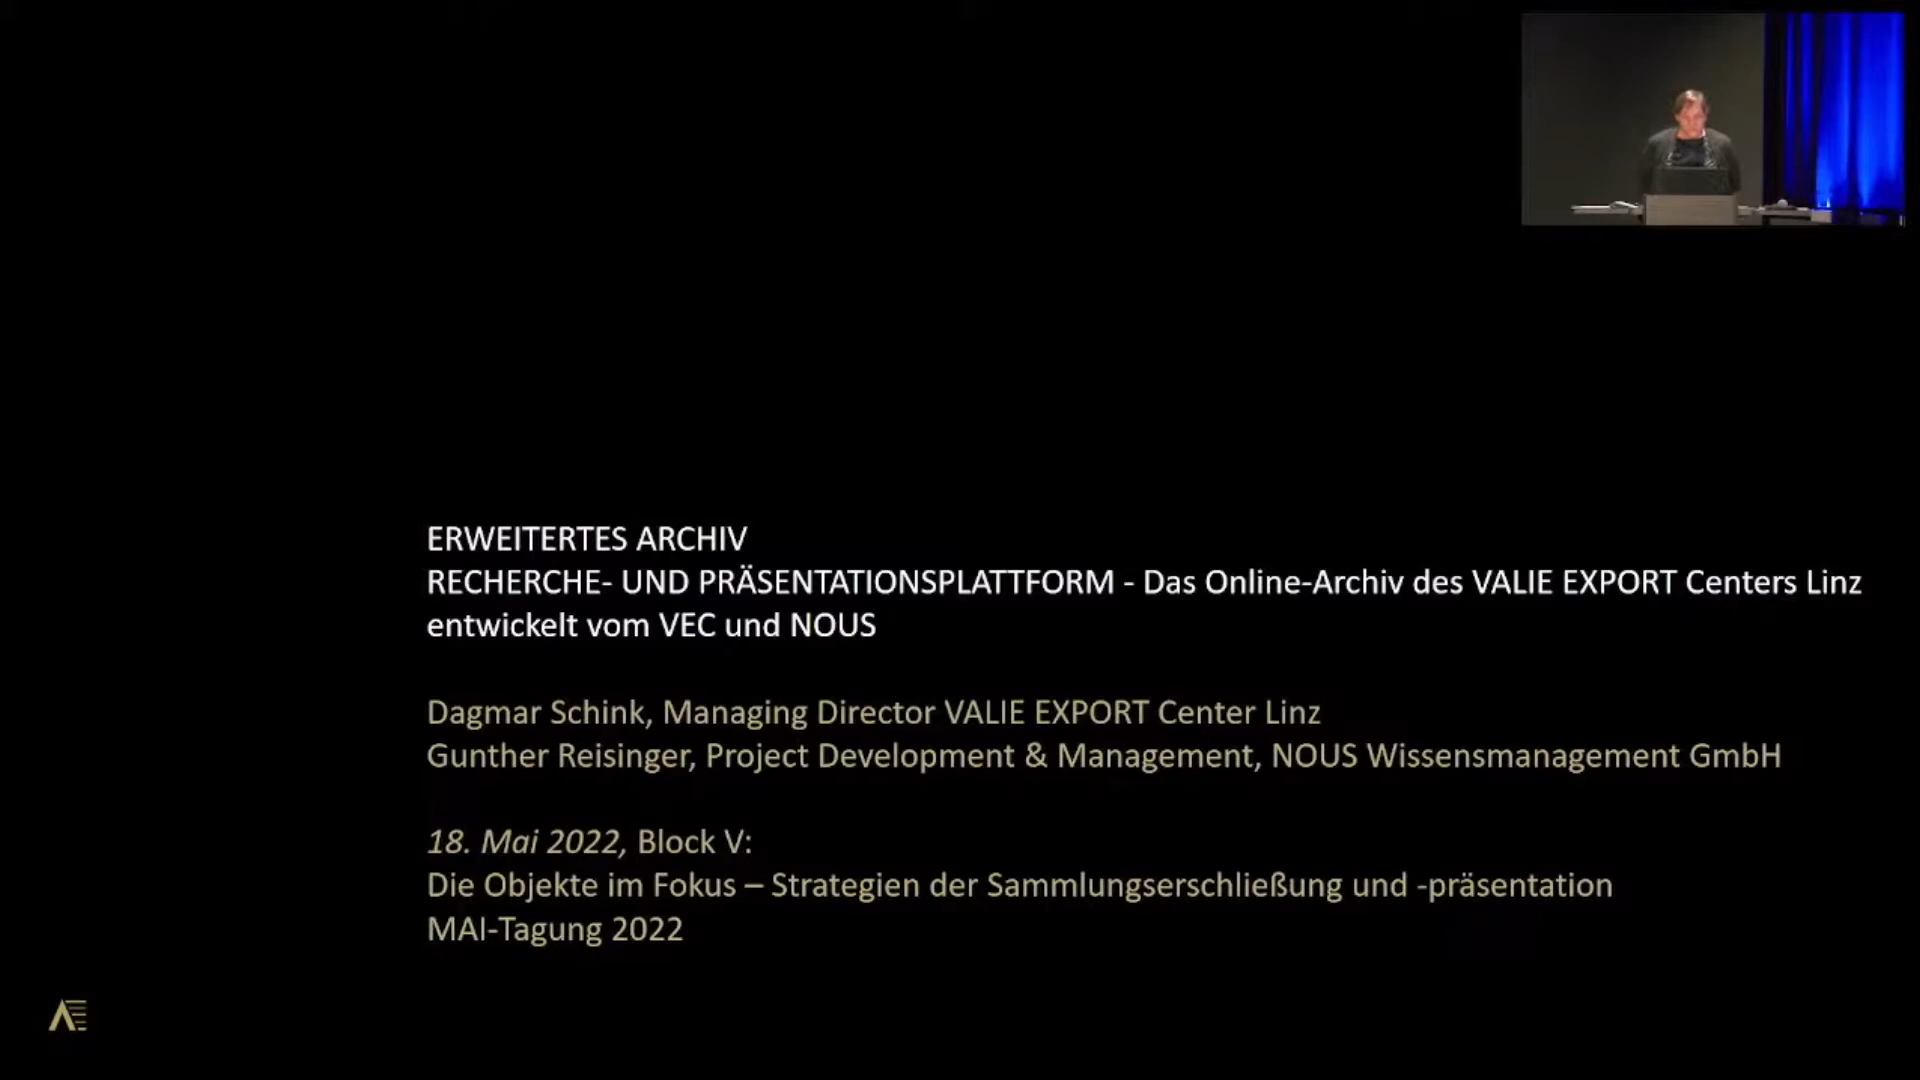 ERWEITERTES ARCHIV
RECHERCHE- UND PRÄSENTATIONSPLATTFORM - Das Online-Archiv des VALIE EXPORT Centers Linz
entwickelt vom VEC und NOUS
Dagmar Schink, Managing Director VALIE EXPORT Center Linz
Gunther Reisinger, Project Development & Management, NOUS Wissensmanagement GmbH
18. Mai 2022, Block V:
Die Objekte im Fokus – Strategien der Sammlungserschließung und -präsentation
MAI-Tagung 2022